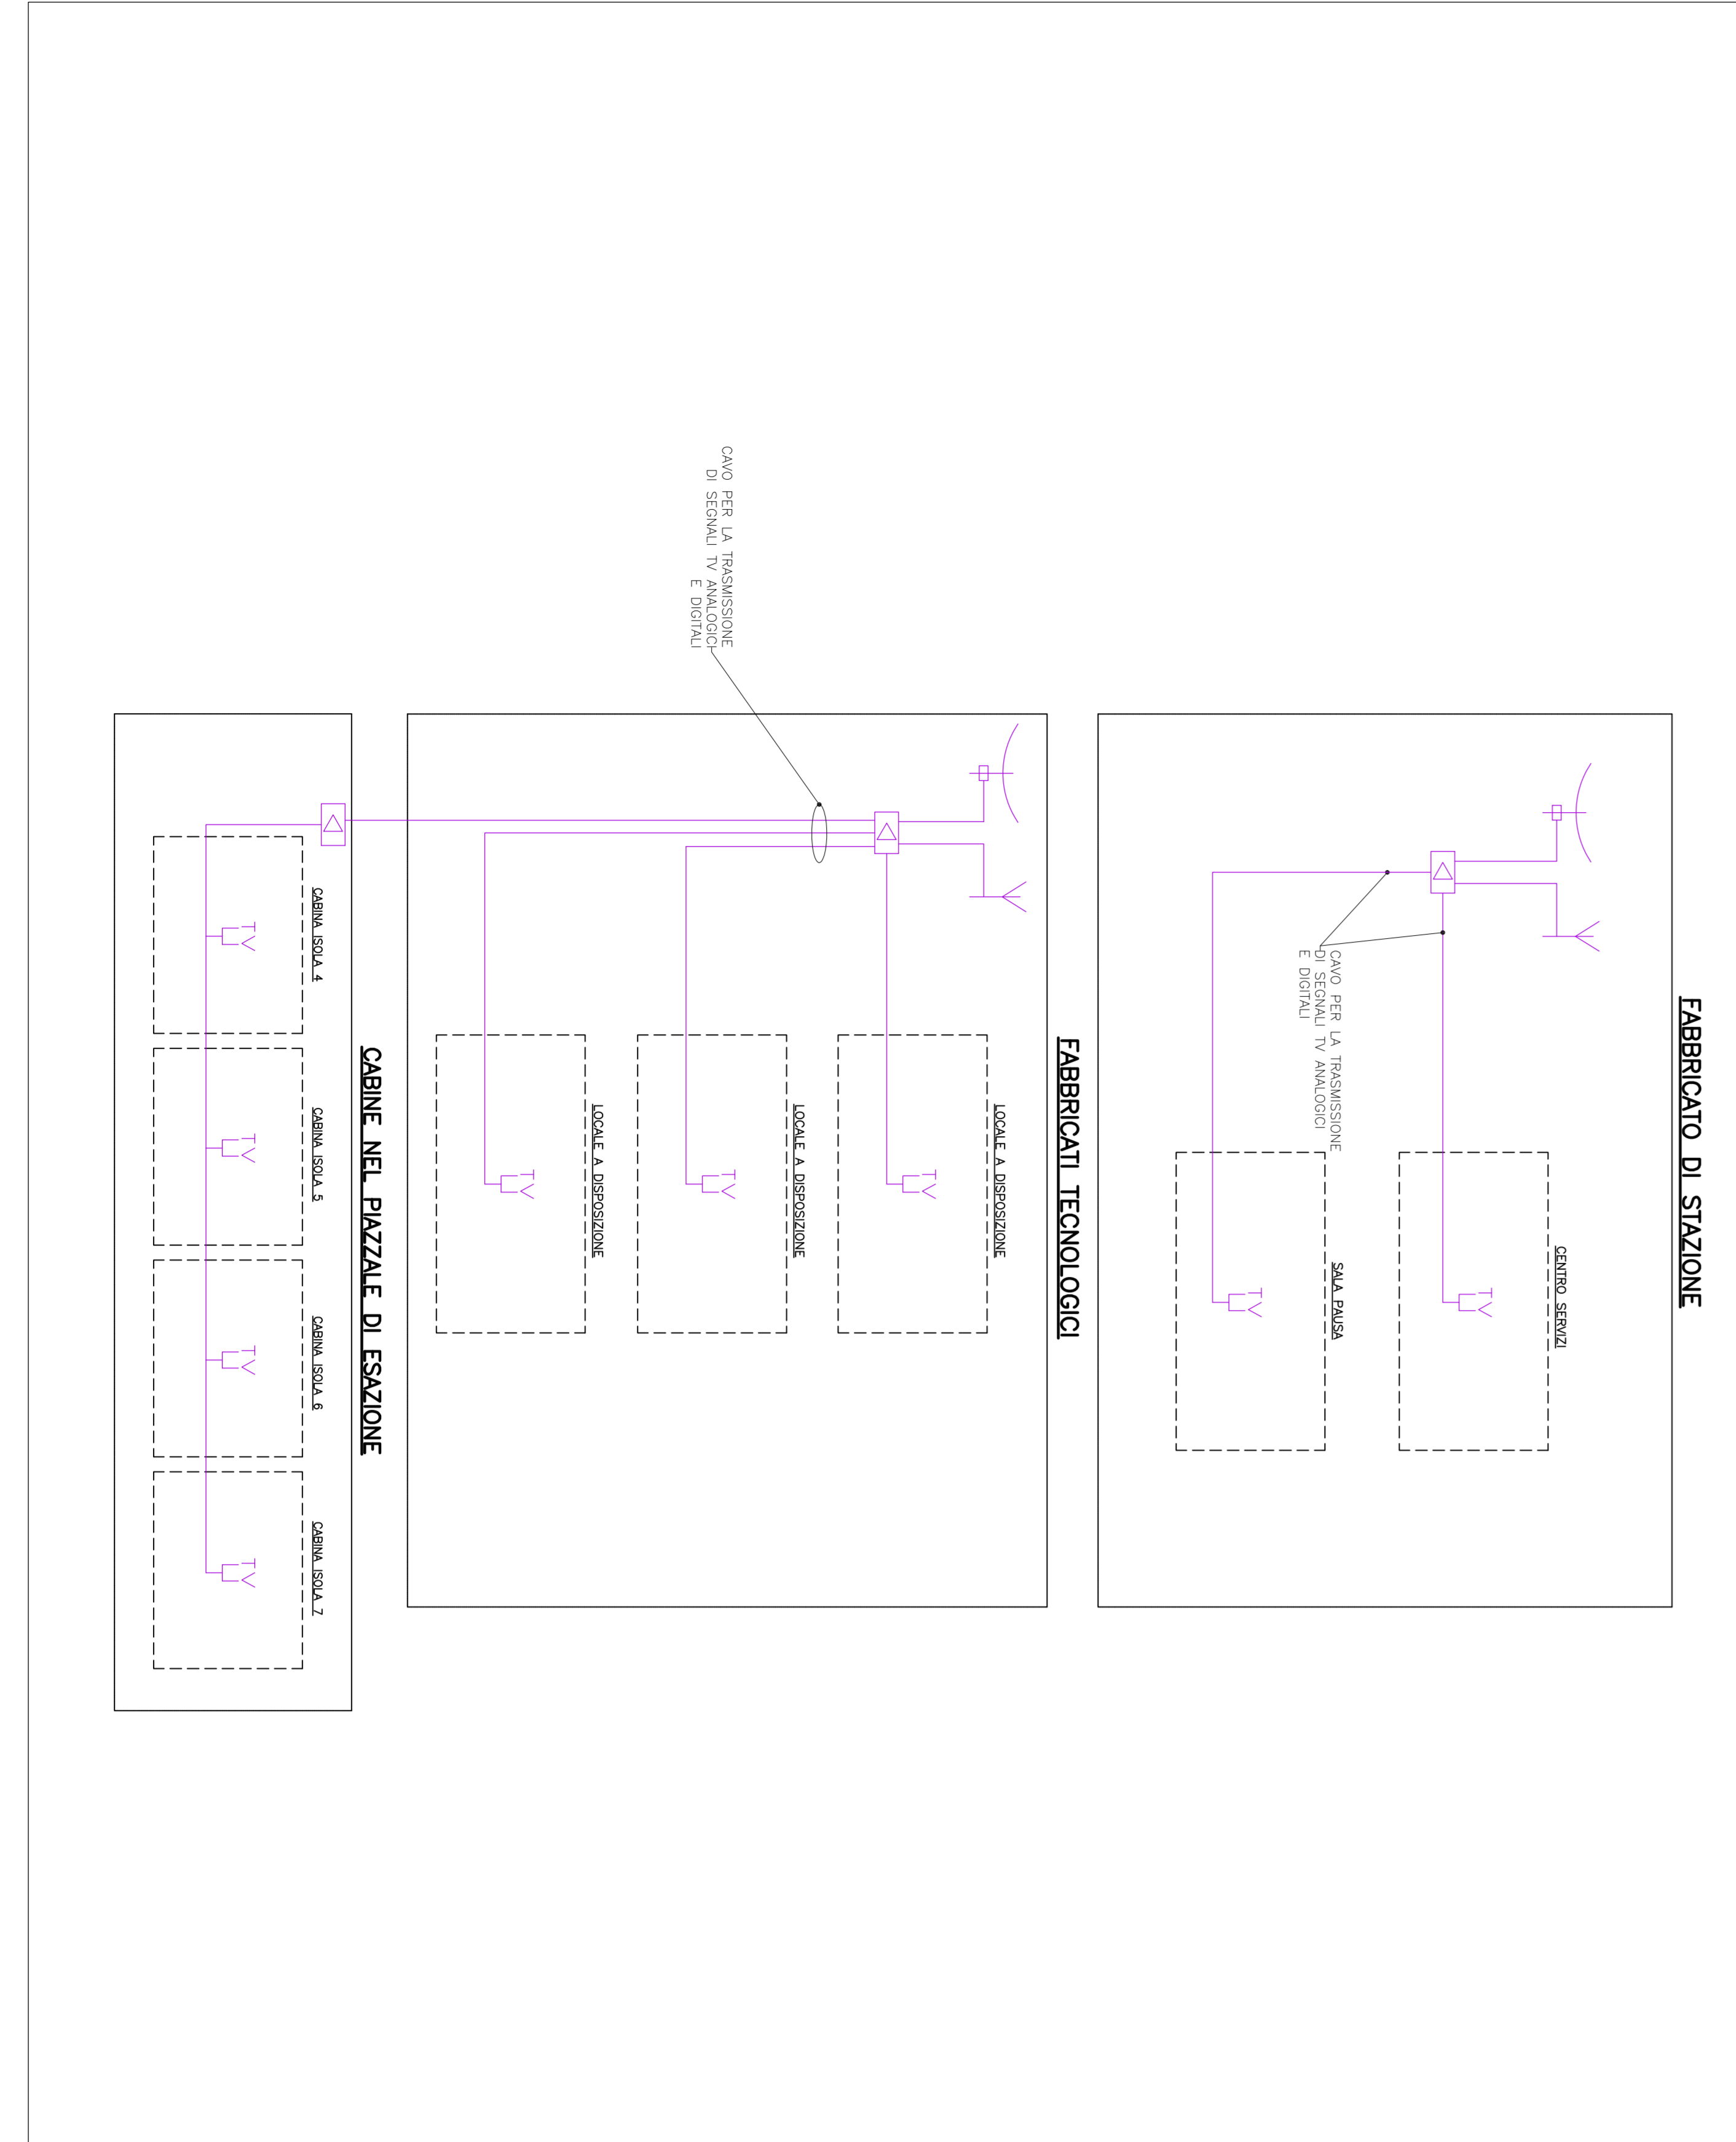 FABBRICATO DI STAZIONE
CENTRO SERVIZI
TV
CAVO PER LA TRASMISSIONE
DI SEGNALI TV ANALOGICI
E DIGITALI
SALA PAUSA
TV
FABBRICATI TECNOLOGICI
LOCALE A DISPOSIZIONE
TV
LOCALE A DISPOSIZIONE
TV
CAVO PER LA TRASMISSIONE
DI SEGNALI TV ANALOGICI
E DIGITALI
LOCALE A DISPOSIZIONE
TV
CABINE NEL PIAZZALE DI ESAZIONE
CABINA ISOLA 4
CABINA ISOLA 5
CABINA ISOLA 6
CABINA ISOLA 7
TV
TV
TV
TV